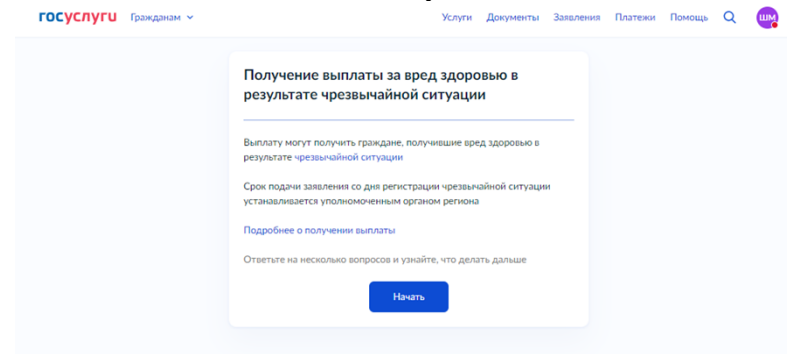 госуслуги Гражданам Услуги Документы Заявления Платежи Помощь ШМ
Получение выплаты за вред здоровью в
результате чрезвычайной ситуации
Выплату могут получить граждане, получившие вред здоровью в
результате чрезвычайной ситуации
Срок подачи заявления со дня регистрации чрезвычайной ситуации
устанавливается уполномоченным органом региона
Подробнее о получении выплаты
Ответьте на несколько вопросов и узнайте, что делать дальше
Начать